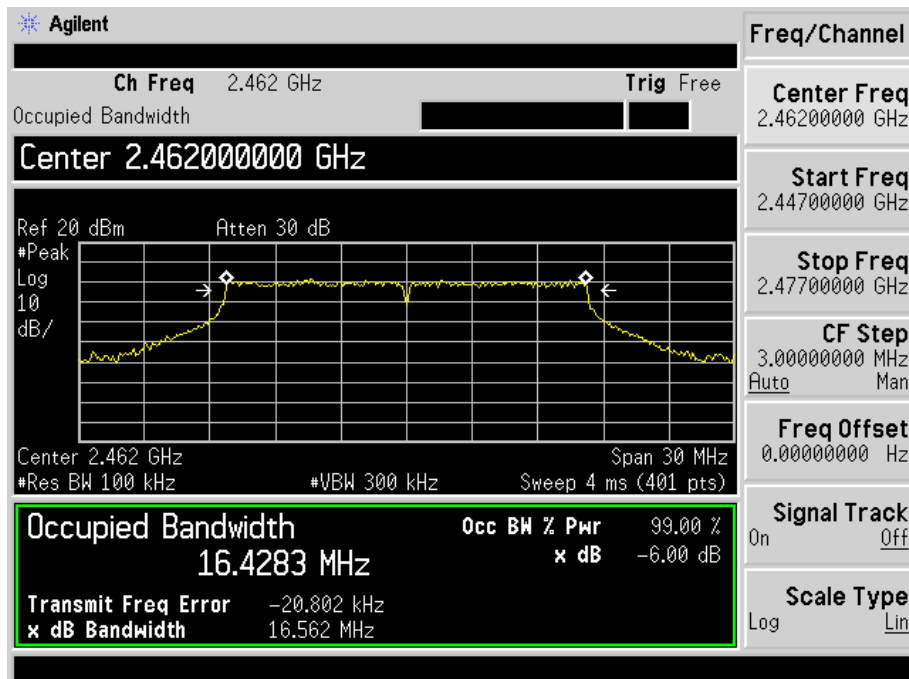 Agilent
Freq/Channel
Ch Freq 2.462 GHz Trig Free
Occupied Bandwidth
Center 2.462000000 GHz
Ref 20 dBm Atten 30 dB
#Peak
Log
10
dB/
Center 2.462 GHz Span 30 MHz
#Res BW 100 kHz #VBW 300 kHz Sweep 4 ms (401 pts)
Occupied Bandwidth
16.4283 MHz
Occ BW % Pwr 99.00 %
x dB -6.00 dB
Transmit Freq Error -20.802 kHz
x dB Bandwidth 16.562 MHz
Center Freq
2.46200000 GHz
Start Freq
2.44700000 GHz
Stop Freq
2.47700000 GHz
CF Step
3.00000000 MHz
Auto Man
Freq Offset
0.00000000 Hz
Signal Track
On Off
Scale Type
Log Lin